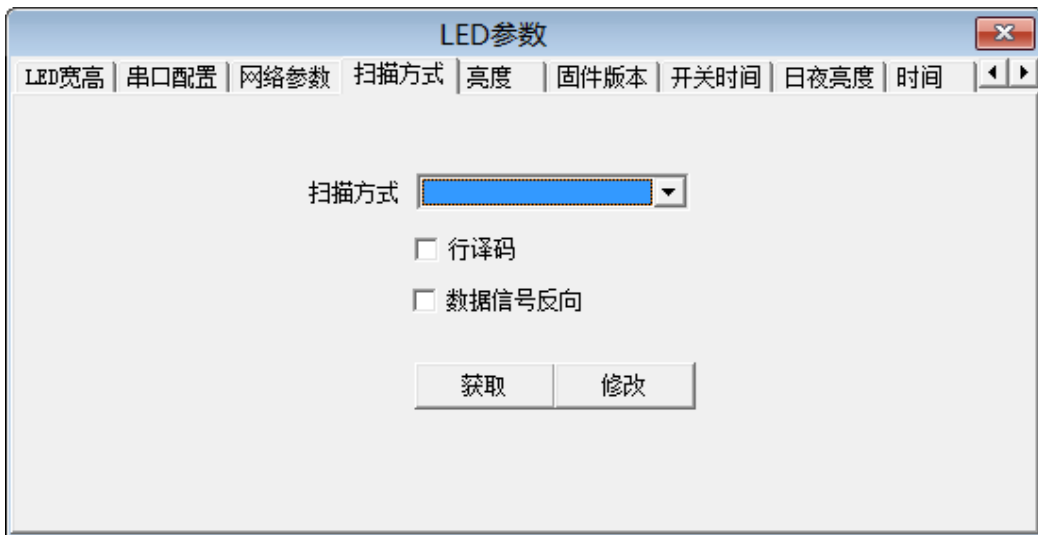 LED参数
LED宽高 串口配置 网络参数 扫描方式 亮度 固件版本 开关时间 日夜亮度 时间
扫描方式
行译码
数据信号反向
获取 修改